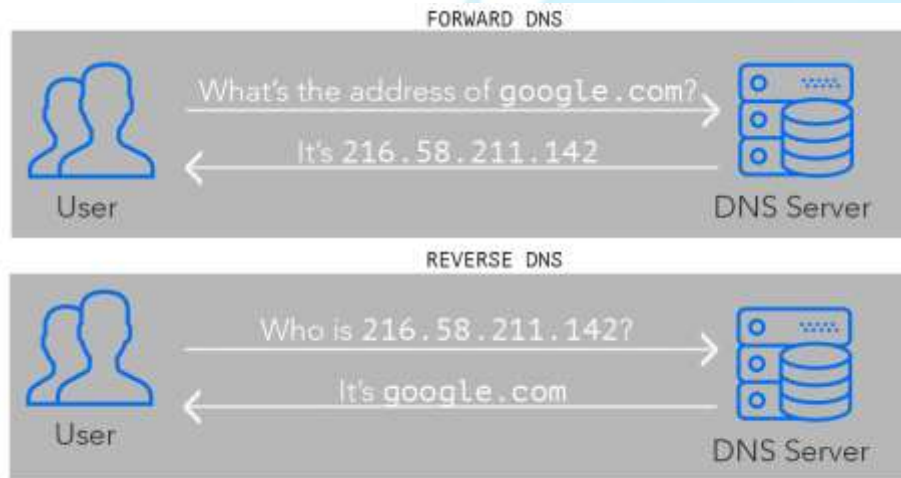 FORWARD DNS
What's the address of google.com?
It's 216.58.211.142
User
DNS Server
REVERSE DNS
Who is 216.58.211.142?
It's google.com
User
DNS Server